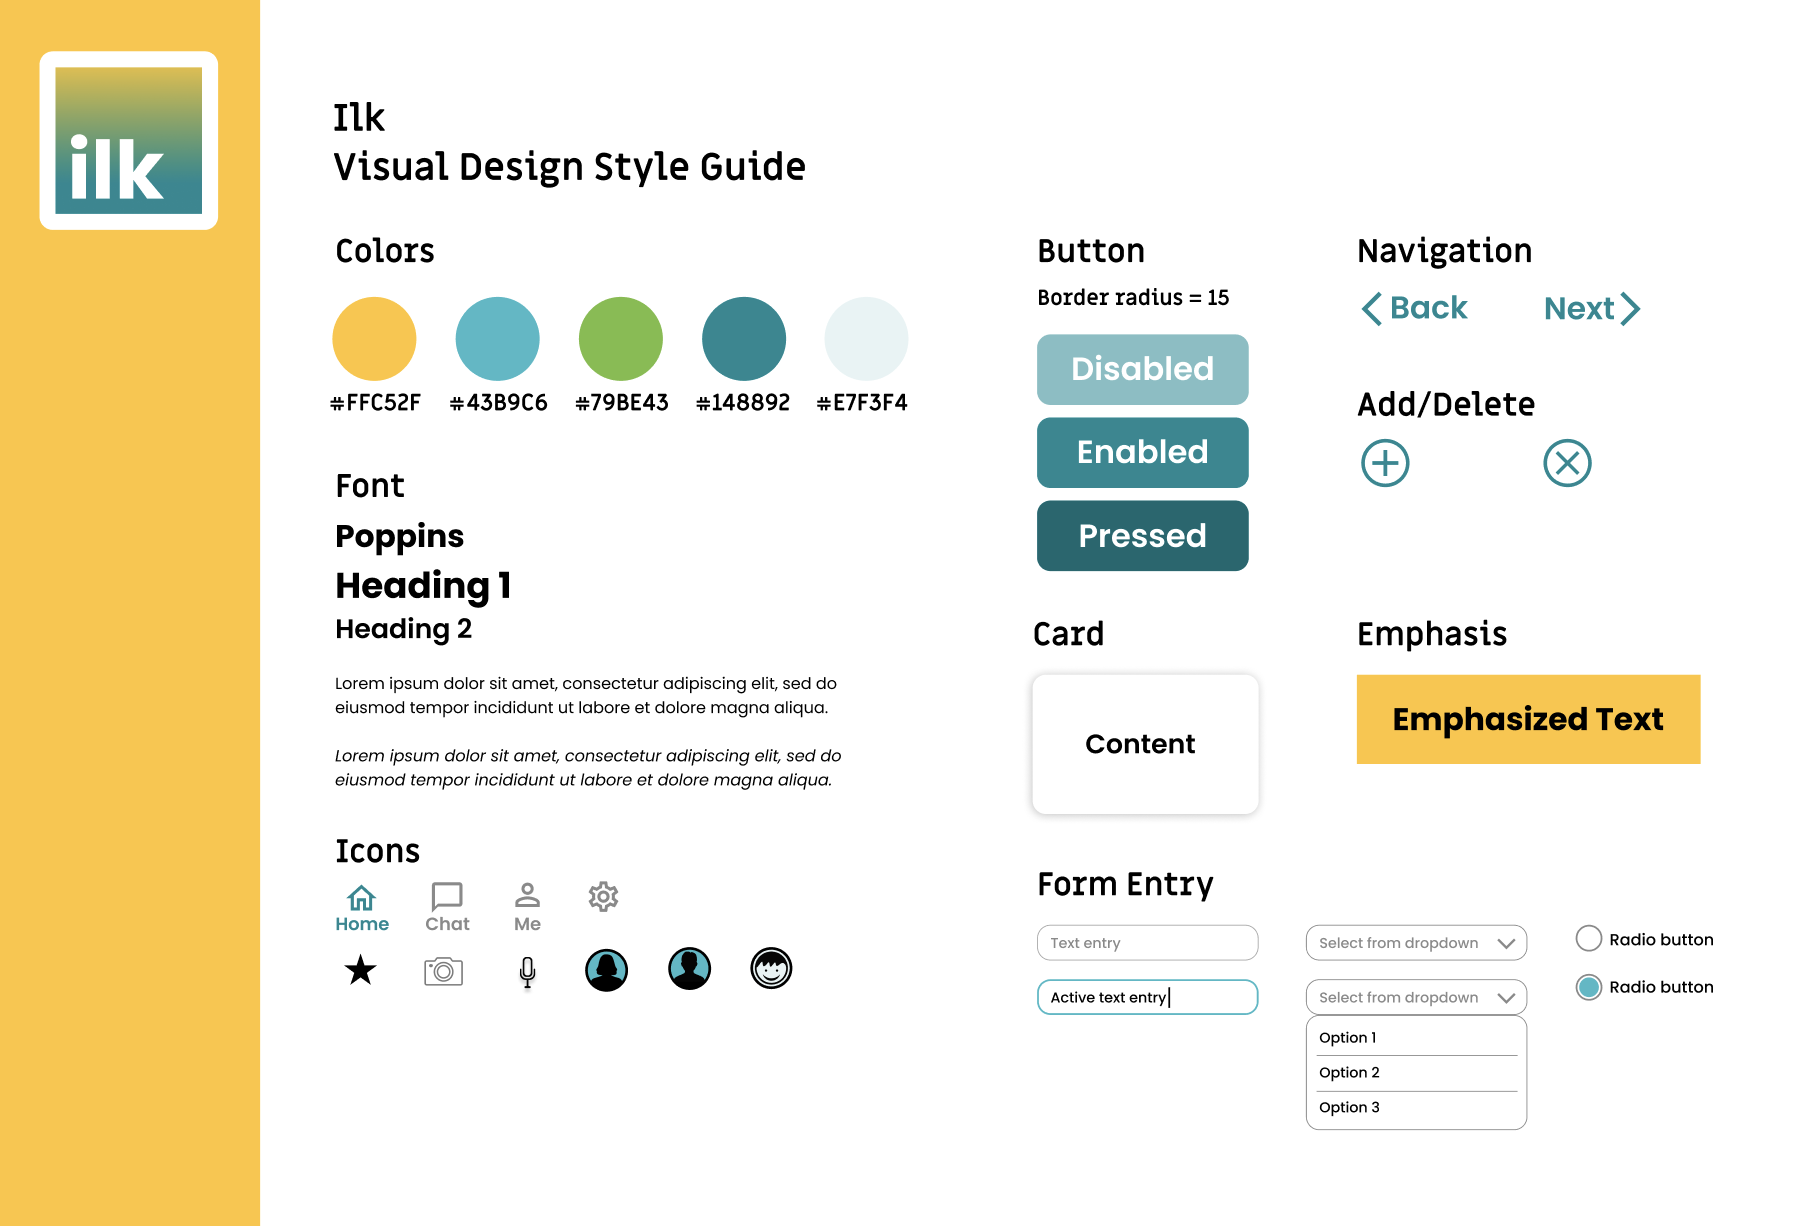 ilk
Ilk
Visual Design Style Guide
Colors
#FFC52F #43B9C6 #79BE43 #148892 #E7F3F4
Font
Poppins
Heading 1
Heading 2
Lorem ipsum dolor sit amet, consectetur adipiscing elit, sed do
eiusmod tempor incididunt ut labore et dolore magna aliqua.
Lorem ipsum dolor sit amet, consectetur adipiscing elit, sed do
eiusmod tempor incididunt ut labore et dolore magna aliqua.
Icons
Home Chat Me
Button
Border radius = 15
Disabled
Enabled
Pressed
Navigation
Back Next
Add/Delete
Card
Content
Emphasis
Emphasized Text
Form Entry
Text entry
Active text entry
Select from dropdown
Select from dropdown
Option 1
Option 2
Option 3
Radio button
Radio button